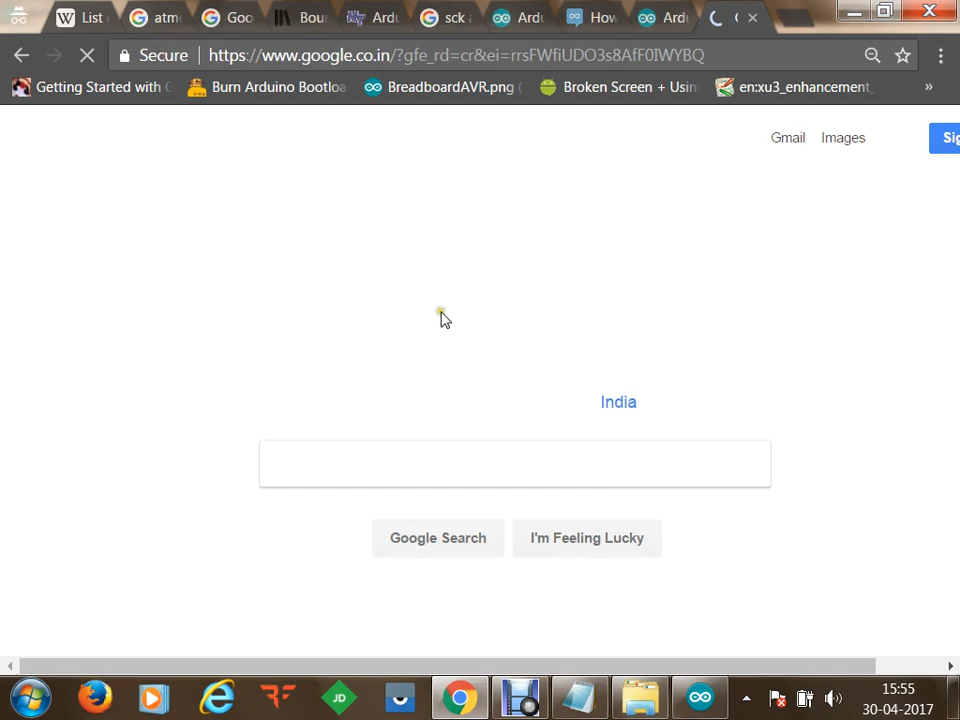 List
atm
Goo
Bour
Ardu
sck a
Ardu
How
Ardu
Secure
https://www.google.co.in/?gfe_rd=cr&ei=rrsFWfiUDO3s8AfF0IWYBQ
Getting Started with G
Burn Arduino Bootloa
BreadboardAVR.png (
Broken Screen + Usin
en:xu3_enhancement_
»
Gmail
Images
Sig
India
Google Search
I'm Feeling Lucky
JD
15:55
30-04-2017